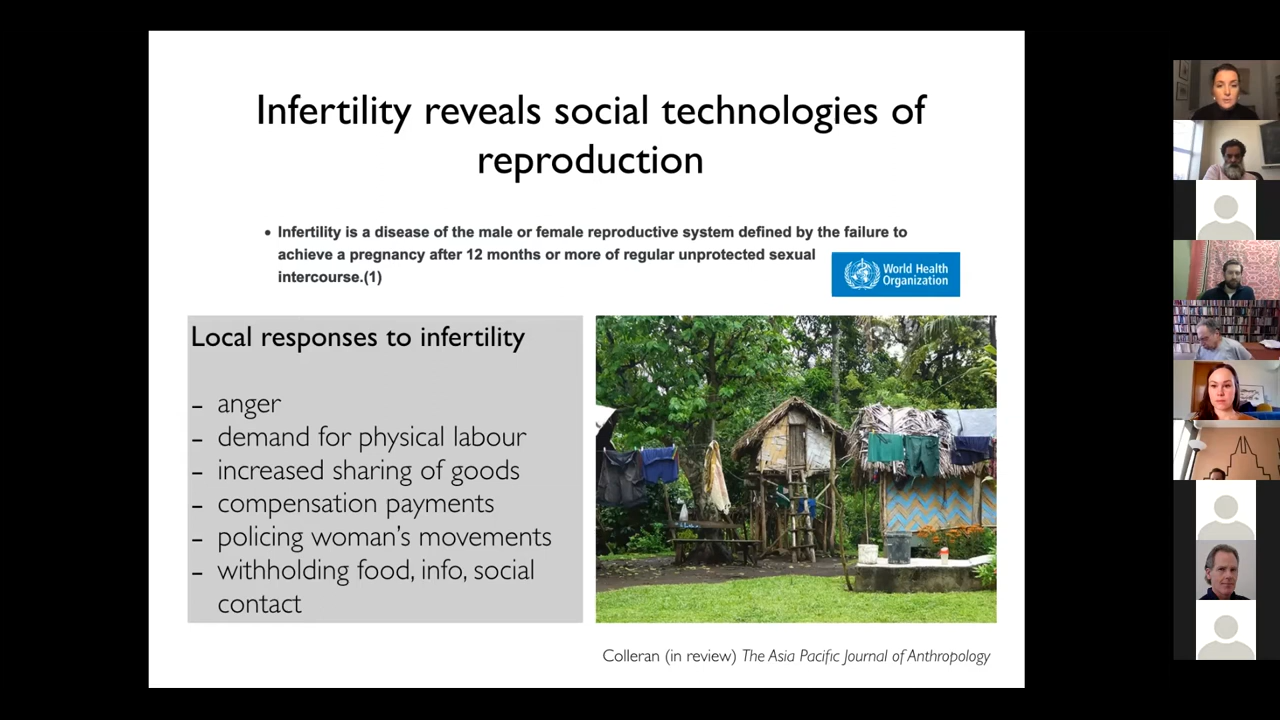 Infertility reveals social technologies of
reproduction
• Infertility is a disease of the male or female reproductive system defined by the failure to
achieve a pregnancy after 12 months or more of regular unprotected sexual
intercourse.(1)
World Health
Organization
Local responses to infertility
- anger
- demand for physical labour
- increased sharing of goods
- compensation payments
- policing woman's movements
- withholding food, info, social
contact
Colleran (in review) The Asia Pacific Journal of Anthropology